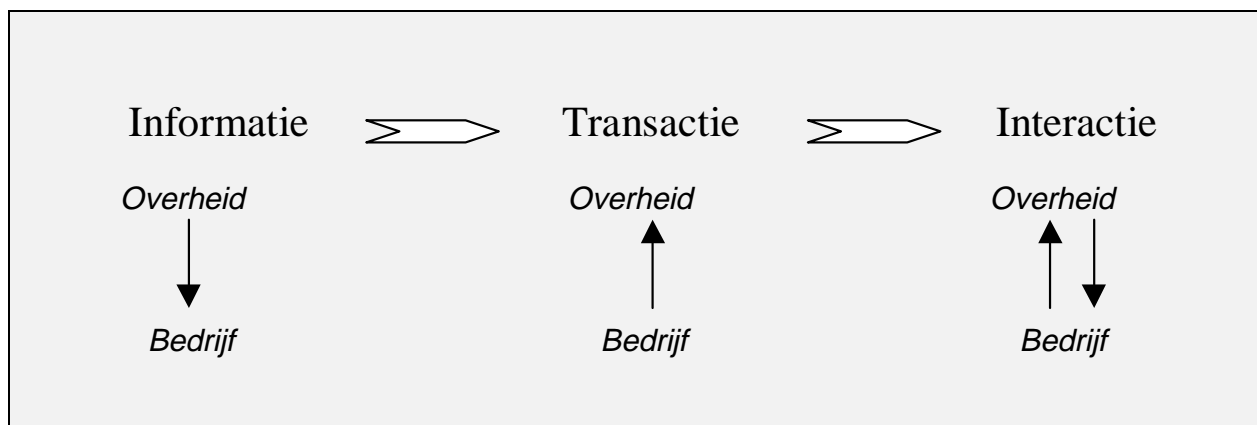 Informatie Transactie Interactie
Overheid Overheid Overheid
Bedrijf Bedrijf Bedrijf